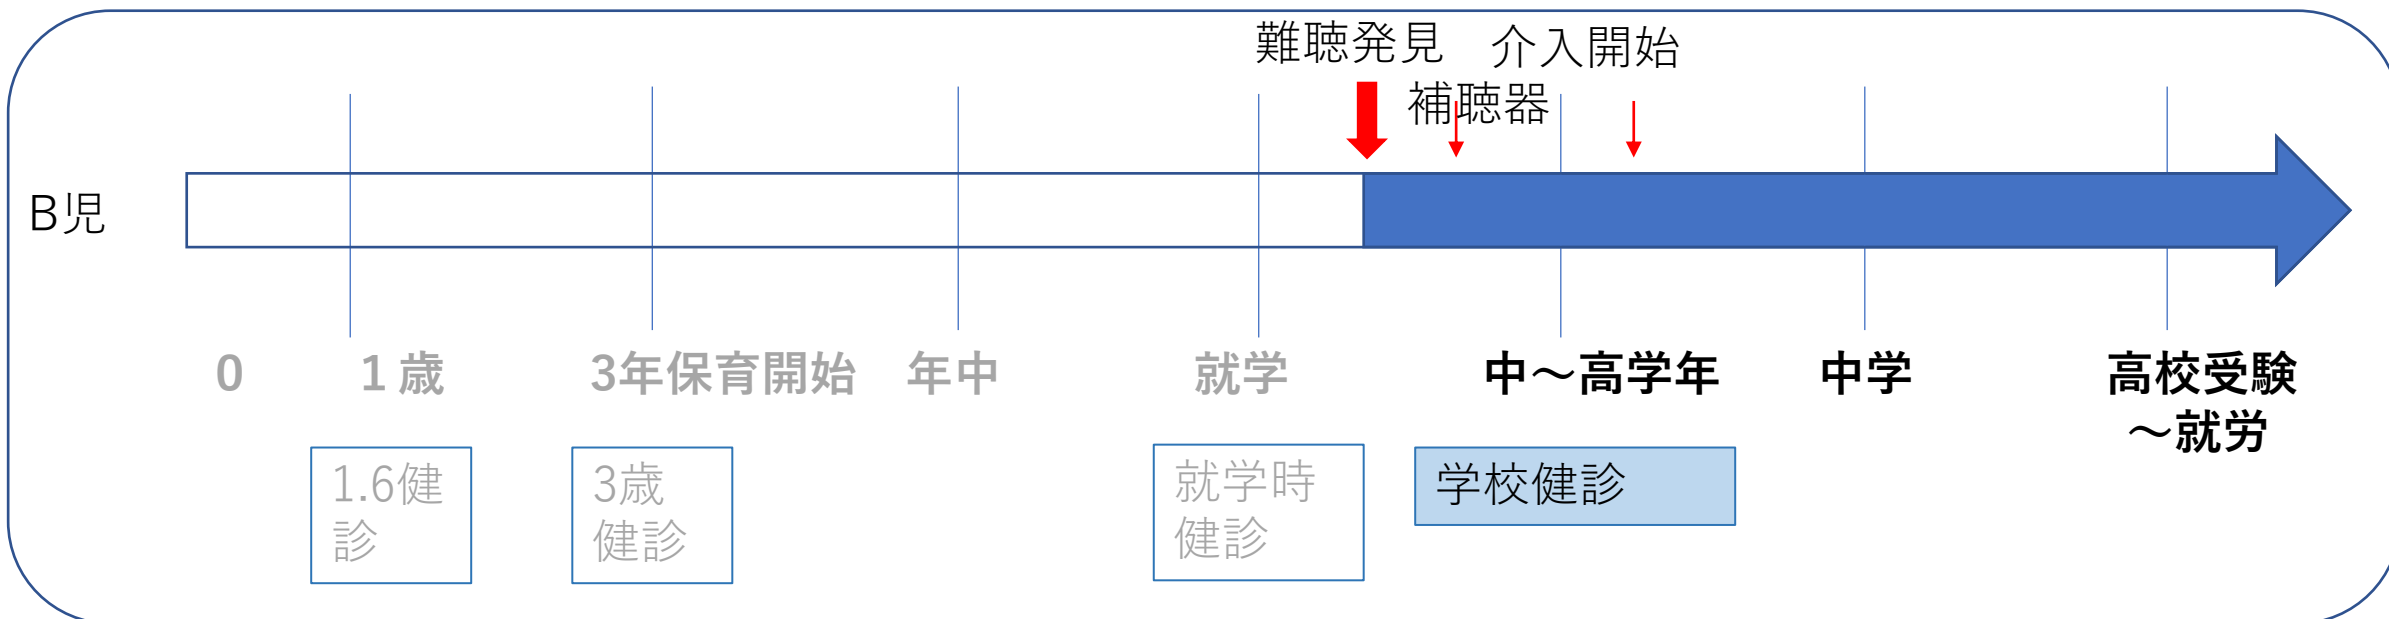 難聴発見
介入開始
補聴器
B児
0
1歳
3年保育開始
年中
就学
中～高学年
中学
高校受験
～就労
1.6健
診
3歳
健診
就学時
健診
学校健診